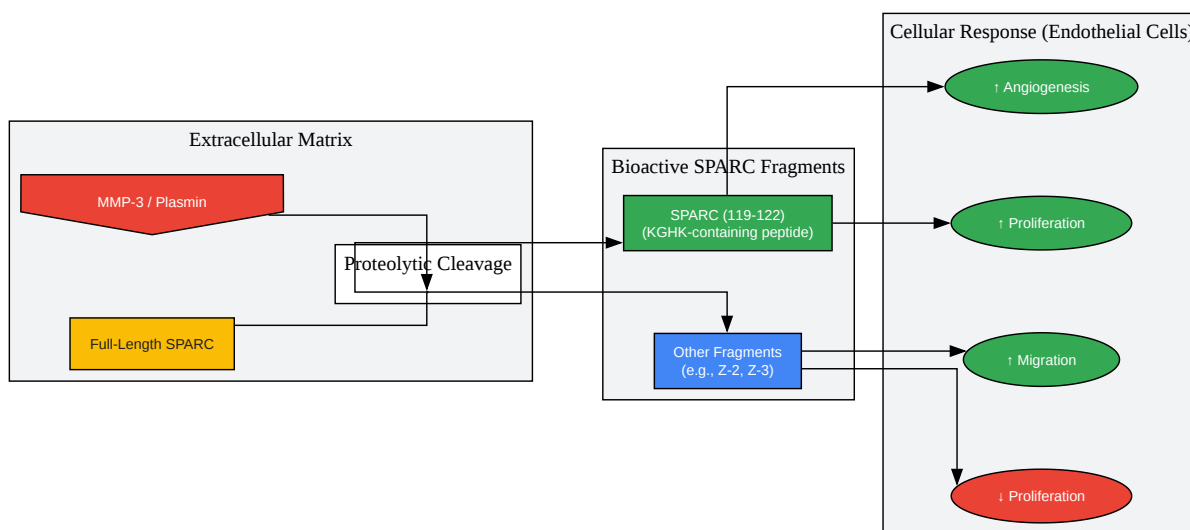 Extracellular Matrix
MMP-3 / Plasmin
Proteolytic Cleavage
Full-Length SPARC
Bioactive SPARC Fragments
SPARC (119-122)
(KGHK-containing peptide)
Other Fragments
(e.g., Z-2, Z-3)
Cellular Response (Endothelial Cells)
↑ Angiogenesis
↑ Proliferation
↑ Migration
↓ Proliferation